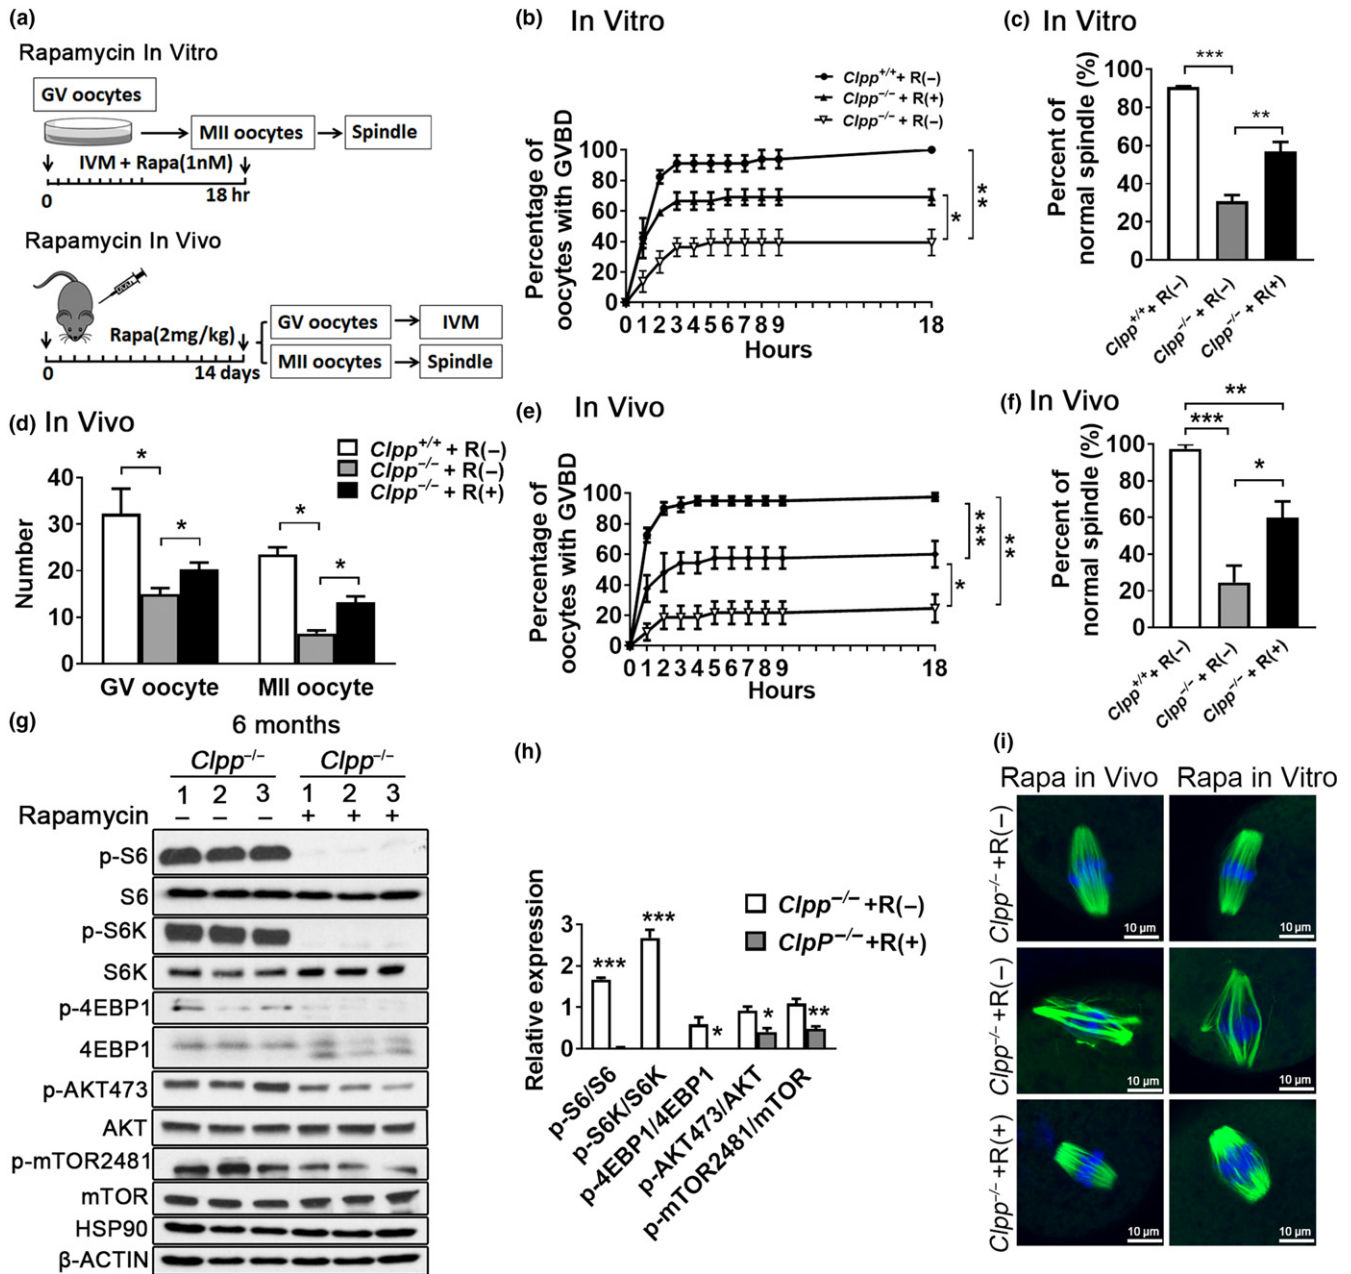 (a)
Rapamycin In Vitro
GV oocytes
MII oocytes
Spindle
IVM + Rapa(1nM)
0
18 hr
Rapamycin In Vivo
Rapa(2mg/kg)
0
14 days
GV oocytes
IVM
MII oocytes
Spindle
(b) In Vitro
Clpp+/+ + R(−)
Clpp−/− + R(+)
Clpp−/− + R(−)
Percentage of
oocytes with GVBD
100
80
60
40
20
0
0 1 2 3 4 5 6 7 8 9 18
Hours
*
**
(c) In Vitro
Percent of
normal spindle (%)
100
80
60
40
20
0
***
**
Clpp+/+ + R(−)
Clpp−/− + R(−)
Clpp−/− + R(+)
(d) In Vivo
Clpp+/+ + R(−)
Clpp−/− + R(−)
Clpp−/− + R(+)
Number
40
30
20
10
0
* * * *
GV oocyte MII oocyte
(e) In Vivo
Percentage of
oocytes with GVBD
100
80
60
40
20
0
0 1 2 3 4 5 6 7 8 9 18
Hours
***
*
**
(f) In Vivo
Percent of
normal spindle (%)
100
80
60
40
20
0
**
***
*
Clpp+/+ + R(−)
Clpp−/− + R(−)
Clpp−/− + R(+)
(g)
6 months
Clpp−/− Clpp−/−
1 2 3 1 2 3
Rapamycin − − − + + +
p-S6
S6
p-S6K
S6K
p-4EBP1
4EBP1
p-AKT473
AKT
p-mTOR2481
mTOR
HSP90
β-ACTIN
(h)
Clpp−/− +R(−)
ClpP−/− +R(+)
Relative expression
3
2
1
0
*** *** * * **
p-S6/S6
p-S6K/S6K
p-4EBP1/4EBP1
p-AKT473/AKT
p-mTOR2481/mTOR
(i)
Rapa in Vivo Rapa in Vitro
Clpp−/− +R(−)
10 µm 10 µm
Clpp−/− +R(−)
10 µm 10 µm
Clpp−/− +R(+)
10 µm 10 µm